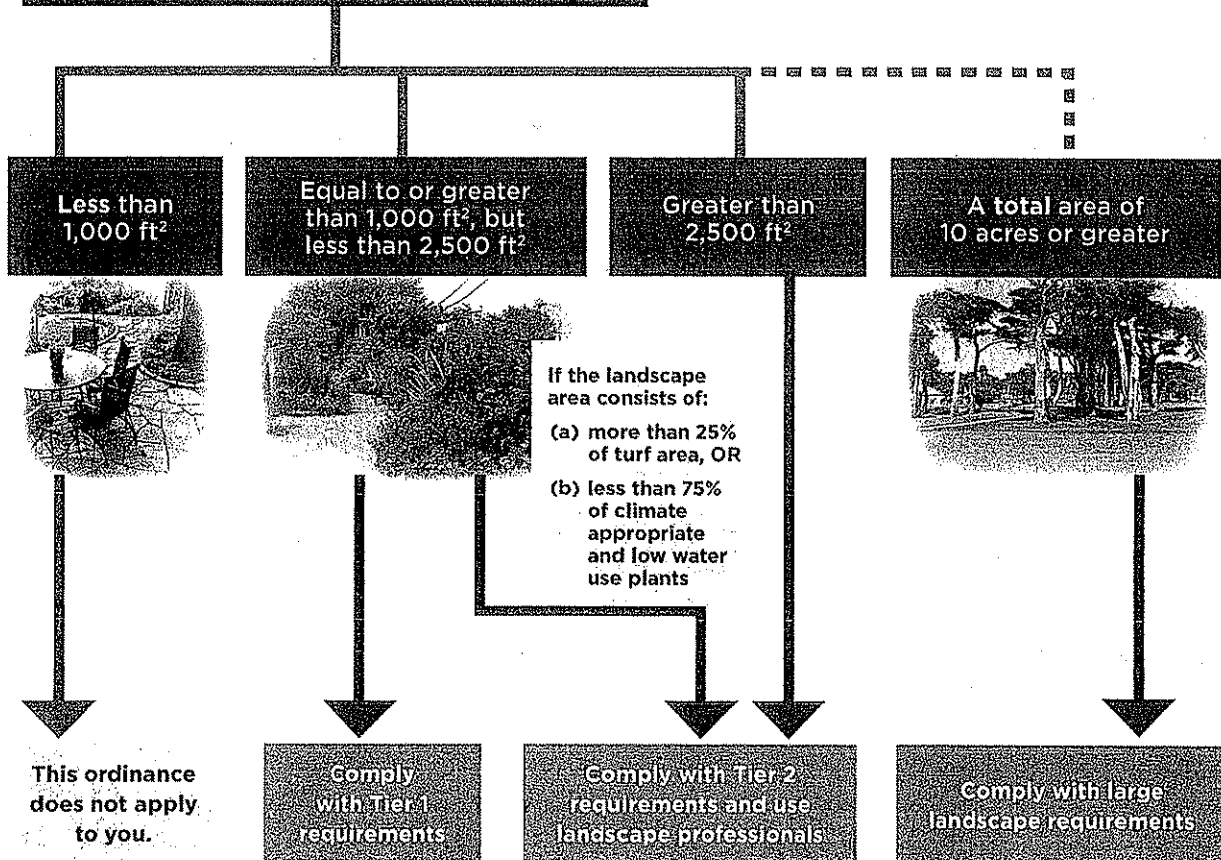 Less than
1,000 ft²
Equal to or greater
than 1,000 ft², but
less than 2,500 ft²
Greater than
2,500 ft²
A total area of
10 acres or greater
If the landscape
area consists of:
(a) more than 25%
of turf area, OR
(b) less than 75%
of climate
appropriate
and low water
use plants
This ordinance
does not apply
to you.
Comply
with Tier 1
requirements
Comply with Tier 2
requirements and use
landscape professionals
Comply with large
landscape requirements